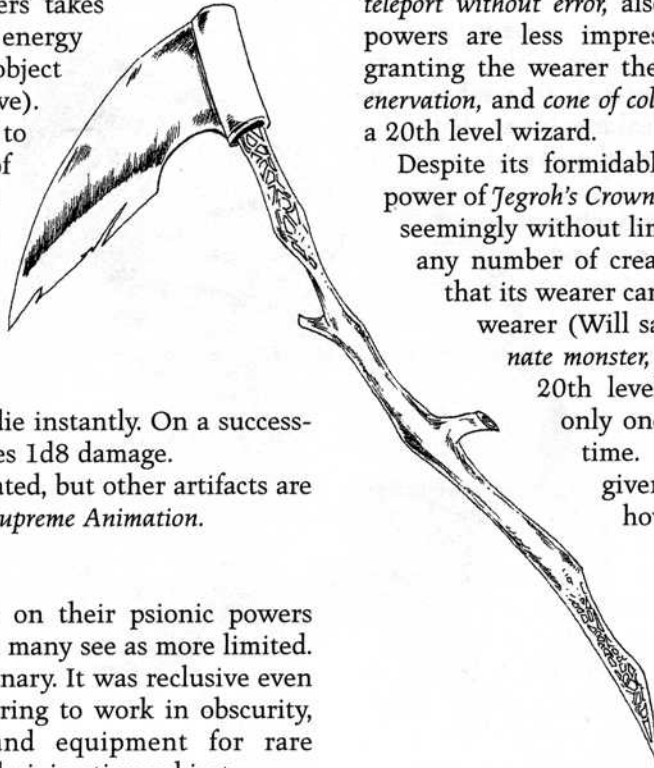 ers takes
energy
object
ve).
to
of
die instantly. On a success-
es 1d8 damage.
ated, but other artifacts are
upreme Animation.
on their psionic powers
many see as more limited.
nary. It was reclusive even
ring to work in obscurity,
und equipment for rare
teleport without error, also
powers are less impres
granting the wearer the
enervation, and cone of col
a 20th level wizard.
Despite its formidabl
power of Jegroh's Crown
seemingly without lin
any number of crea
that its wearer can
wearer (Will sa
nate monster,
20th leve
only one
time.
given
how